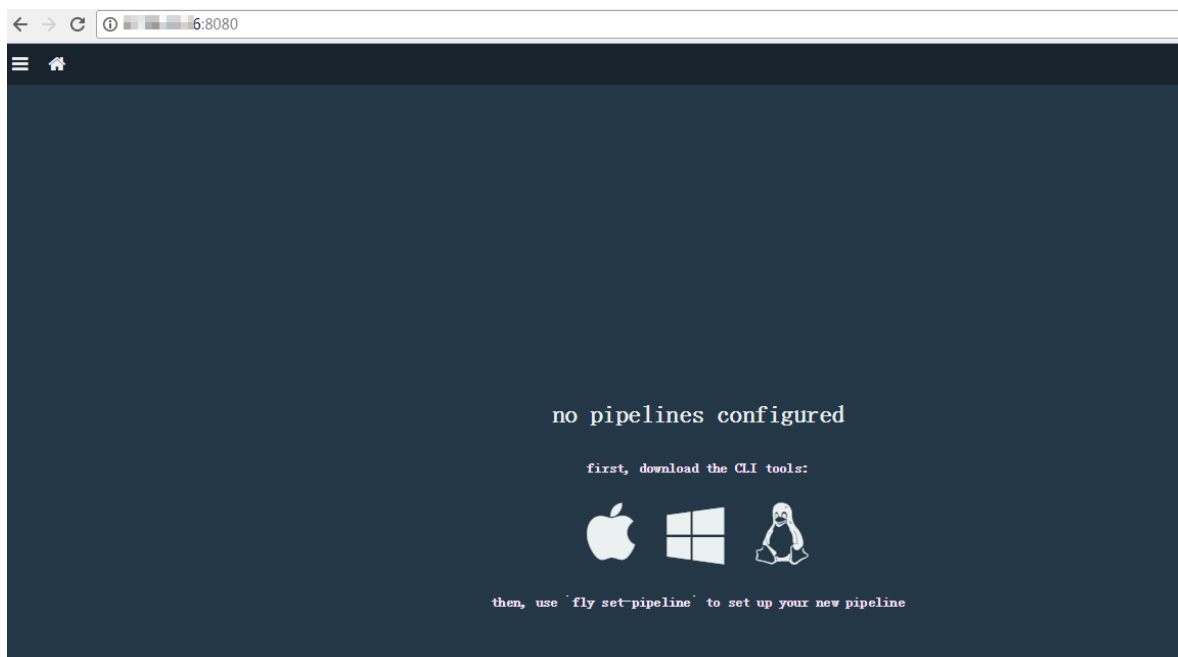 6:8080
no pipelines configured
first, download the CLI tools:
then, use `fly set-pipeline` to set up your new pipeline